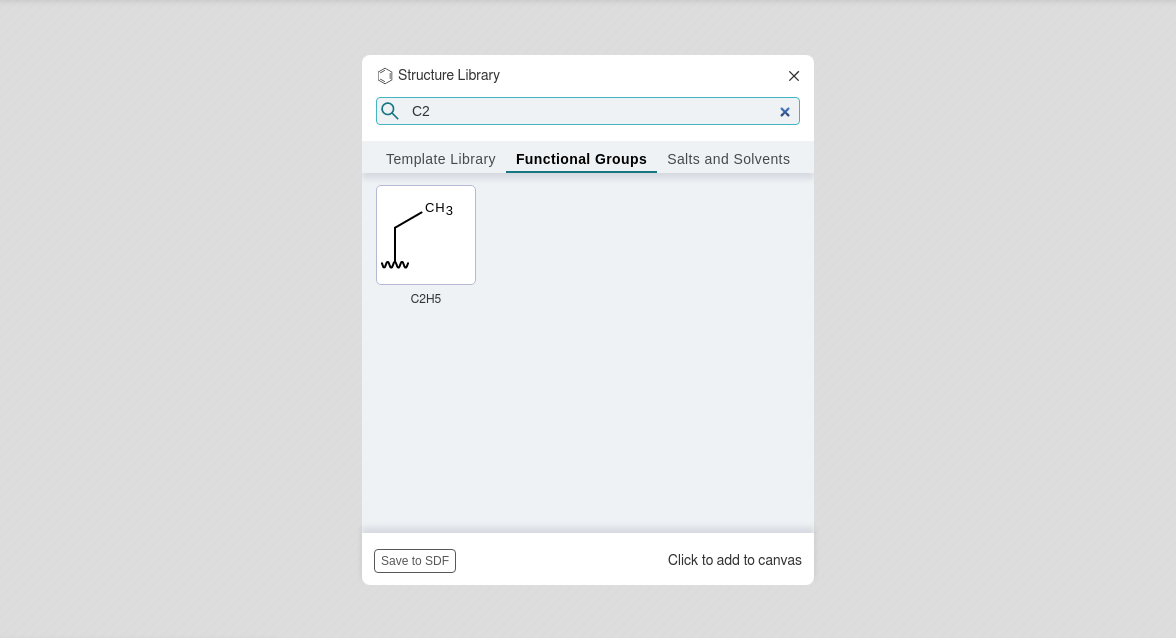 Structure Library
C2
Template Library Functional Groups Salts and Solvents
CH3
C2H5
Save to SDF Click to add to canvas